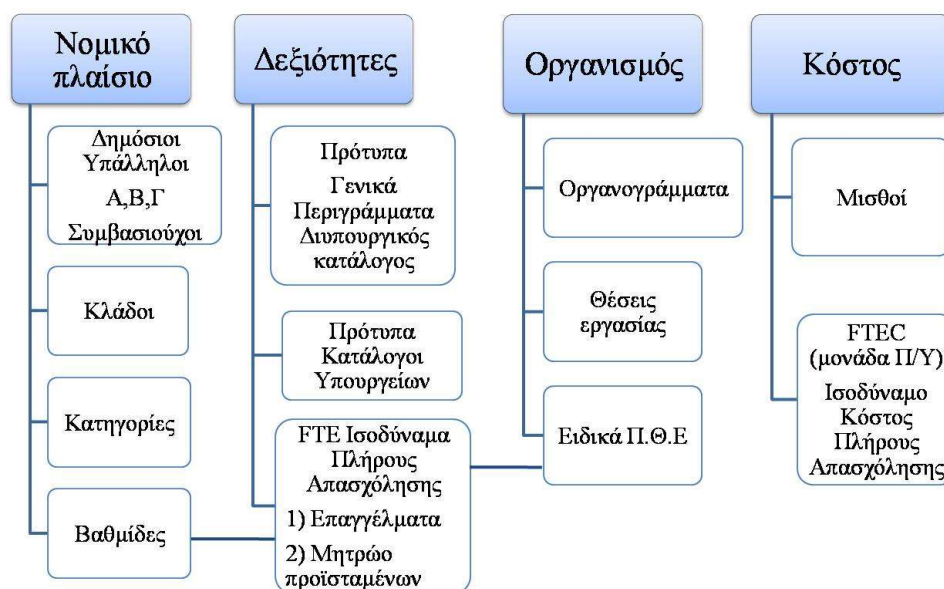 Νομικό
πλαίσιο
Δημόσιοι
Υπάλληλοι
Α,Β,Γ
Συμβασιούχοι
Κλάδοι
Κατηγορίες
Βαθμίδες
Δεξιότητες
Πρότυπα
Γενικά
Περιγράμματα
Διυπουργικός
κατάλογος
Πρότυπα
Κατάλογοι
Υπουργείων
FTE Ισοδύναμα
Πλήρους
Απασχόλησης
1) Επαγγέλματα
2) Μητρώο
προϊσταμένων
Οργανισμός
Οργανογράμματα
Θέσεις
εργασίας
Ειδικά Π.Θ.Ε
Κόστος
Μισθοί
FTEC
(μονάδα Π/Υ)
Ισοδύναμο
Κόστος
Πλήρους
Απασχόλησης